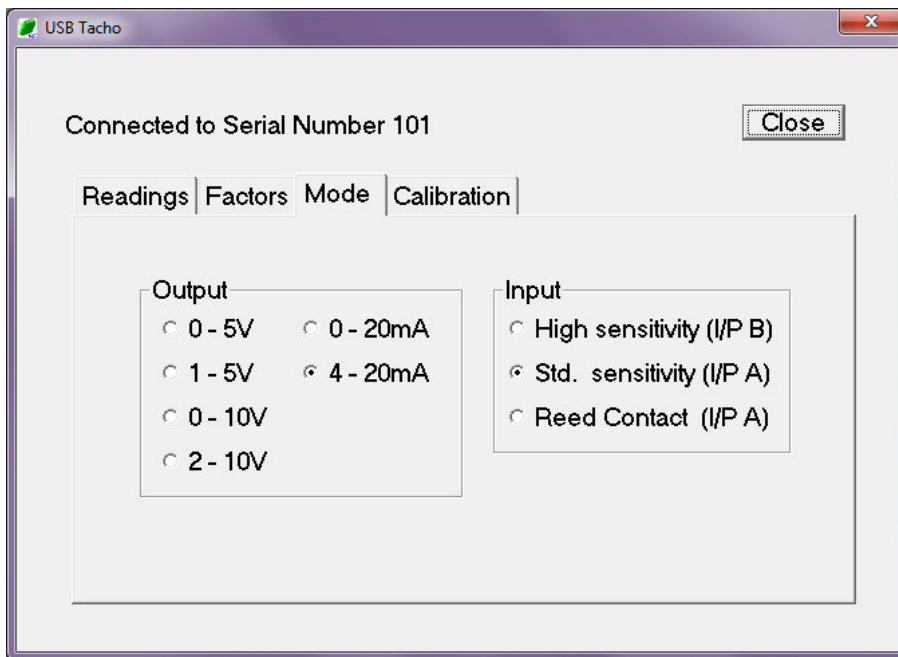 USB Tacho
Connected to Serial Number 101
Close
Readings Factors Mode Calibration
Output
0 - 5V 0 - 20mA
1 - 5V 4 - 20mA
0 - 10V
2 - 10V
Input
High sensitivity (I/P B)
Std. sensitivity (I/P A)
Reed Contact (I/P A)